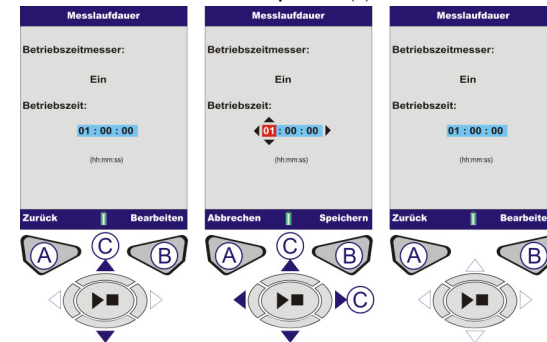 Messlaufdauer
Betriebszeitmesser:
Ein
Betriebszeit:
01 : 00 : 00
(hh:mm:ss)
Zurück Bearbeiten
A C B
Messlaufdauer
Betriebszeitmesser:
Ein
Betriebszeit:
01 : 00 : 00
(hh:mm:ss)
Abbrechen Speichern
A C B
C
Messlaufdauer
Betriebszeitmesser:
Ein
Betriebszeit:
01 : 00 : 00
(hh:mm:ss)
Zurück Bearbeite
A B